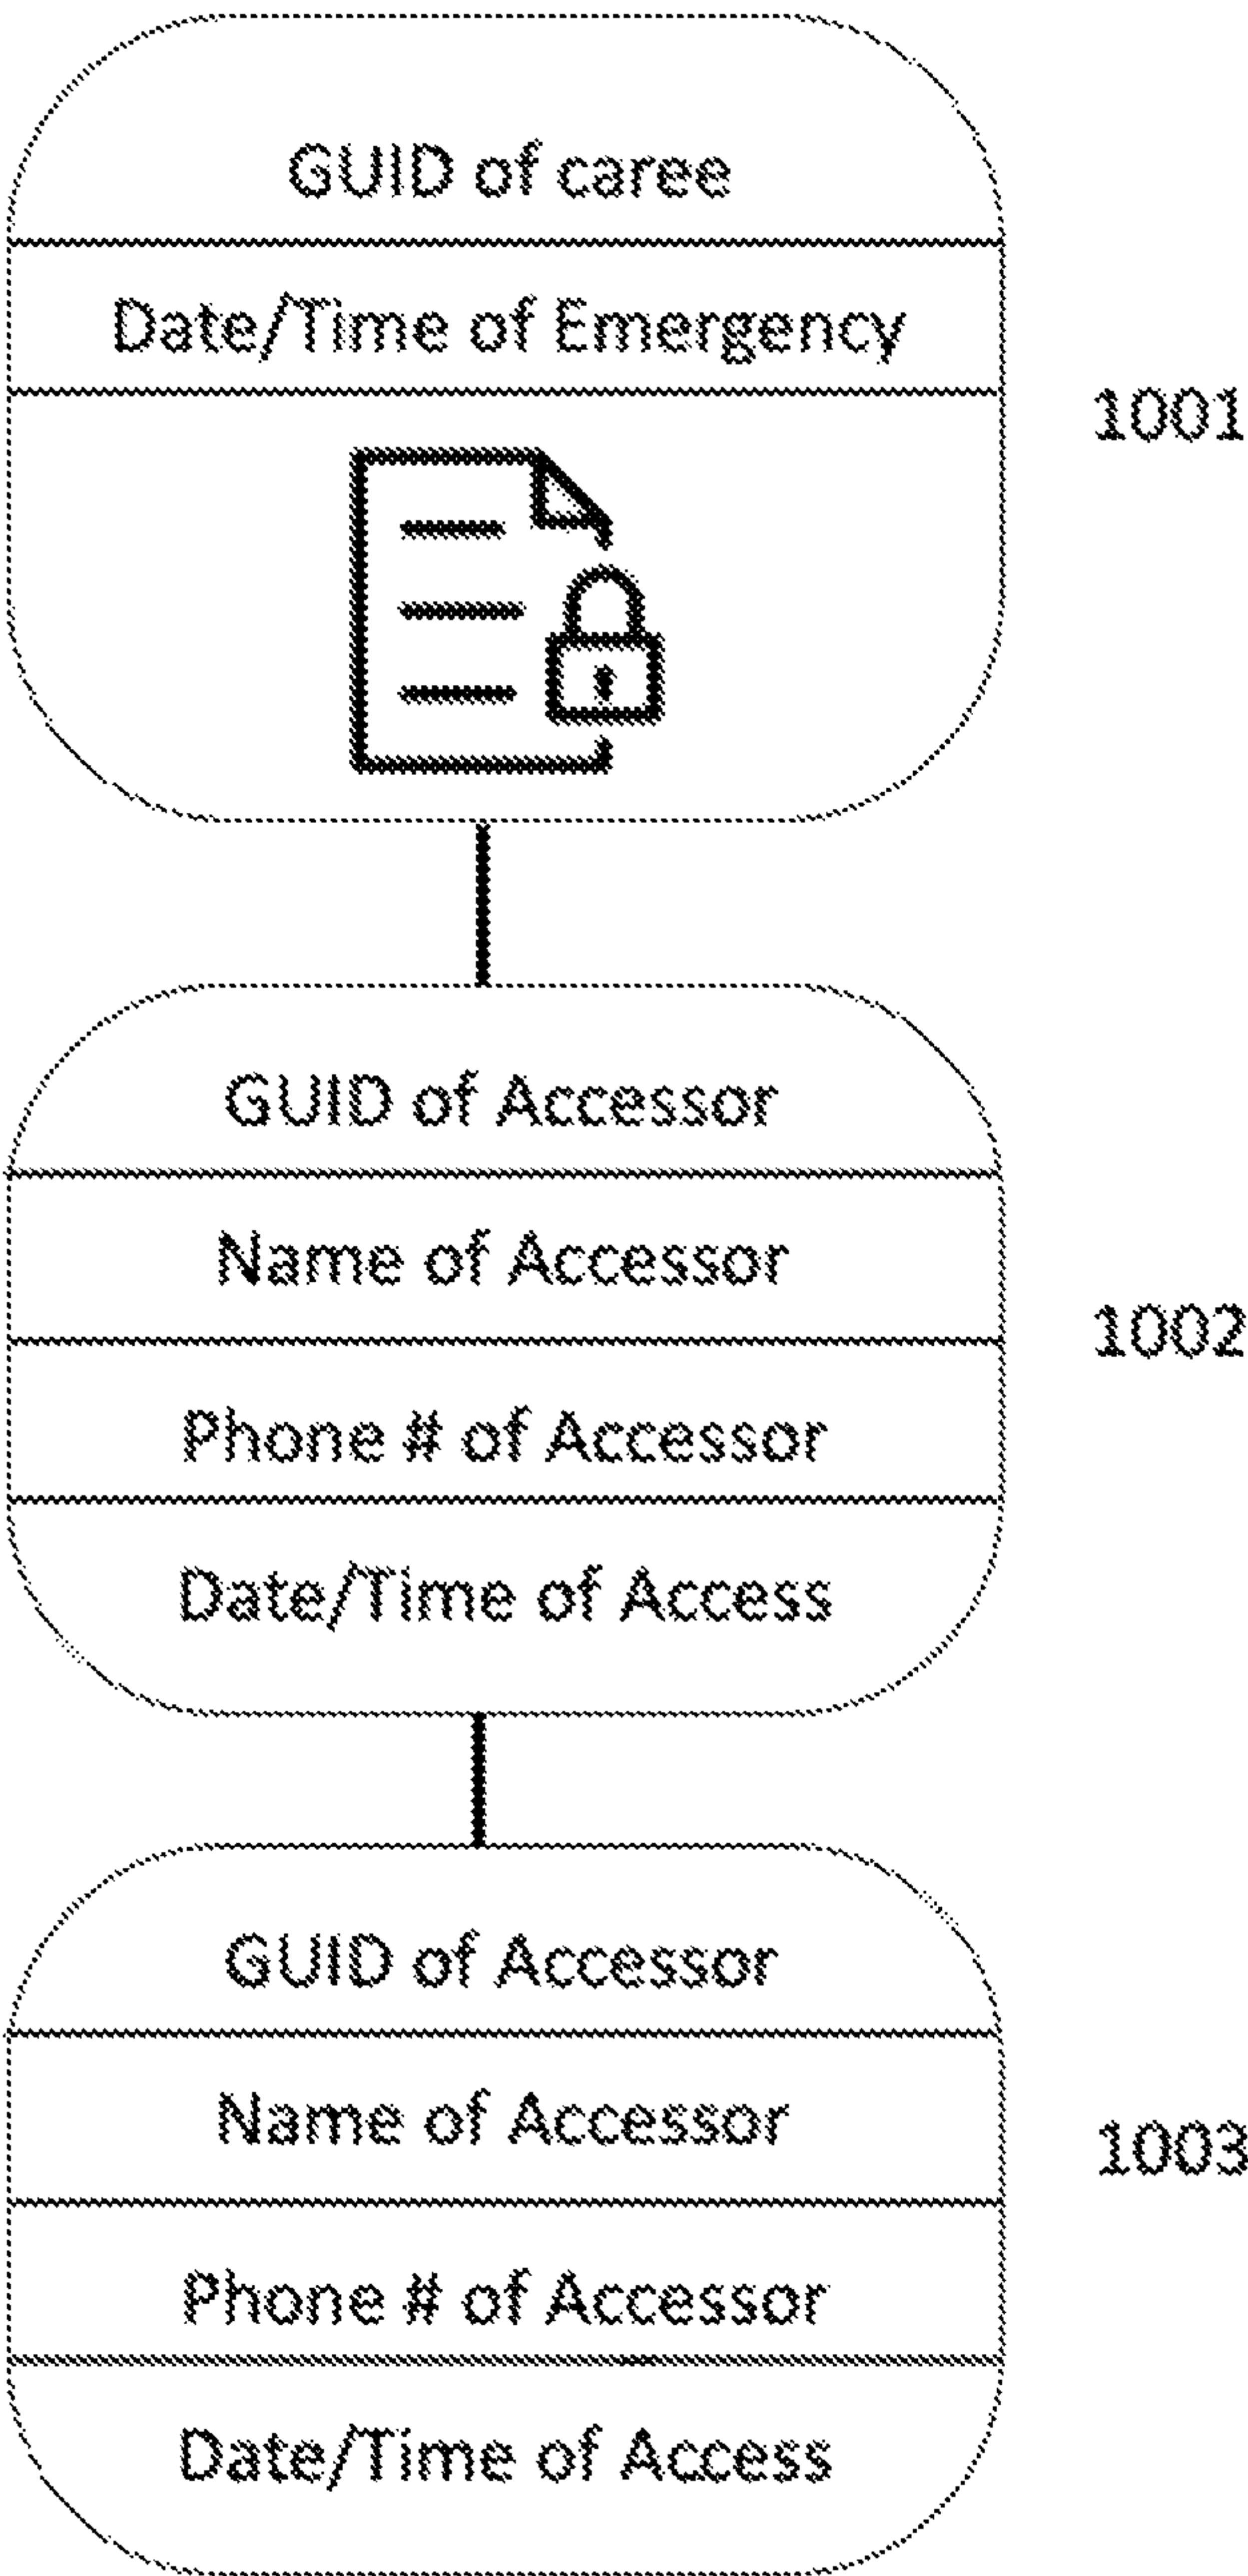 GUID of caree
Date/Time of Emergency
1001
GUID of Accessor
Name of Accessor
1002
Phone # of Accessor
Date/Time of Access
GUID of Accessor
Name of Accessor
1003
Phone # of Accessor
Date/Time of Access